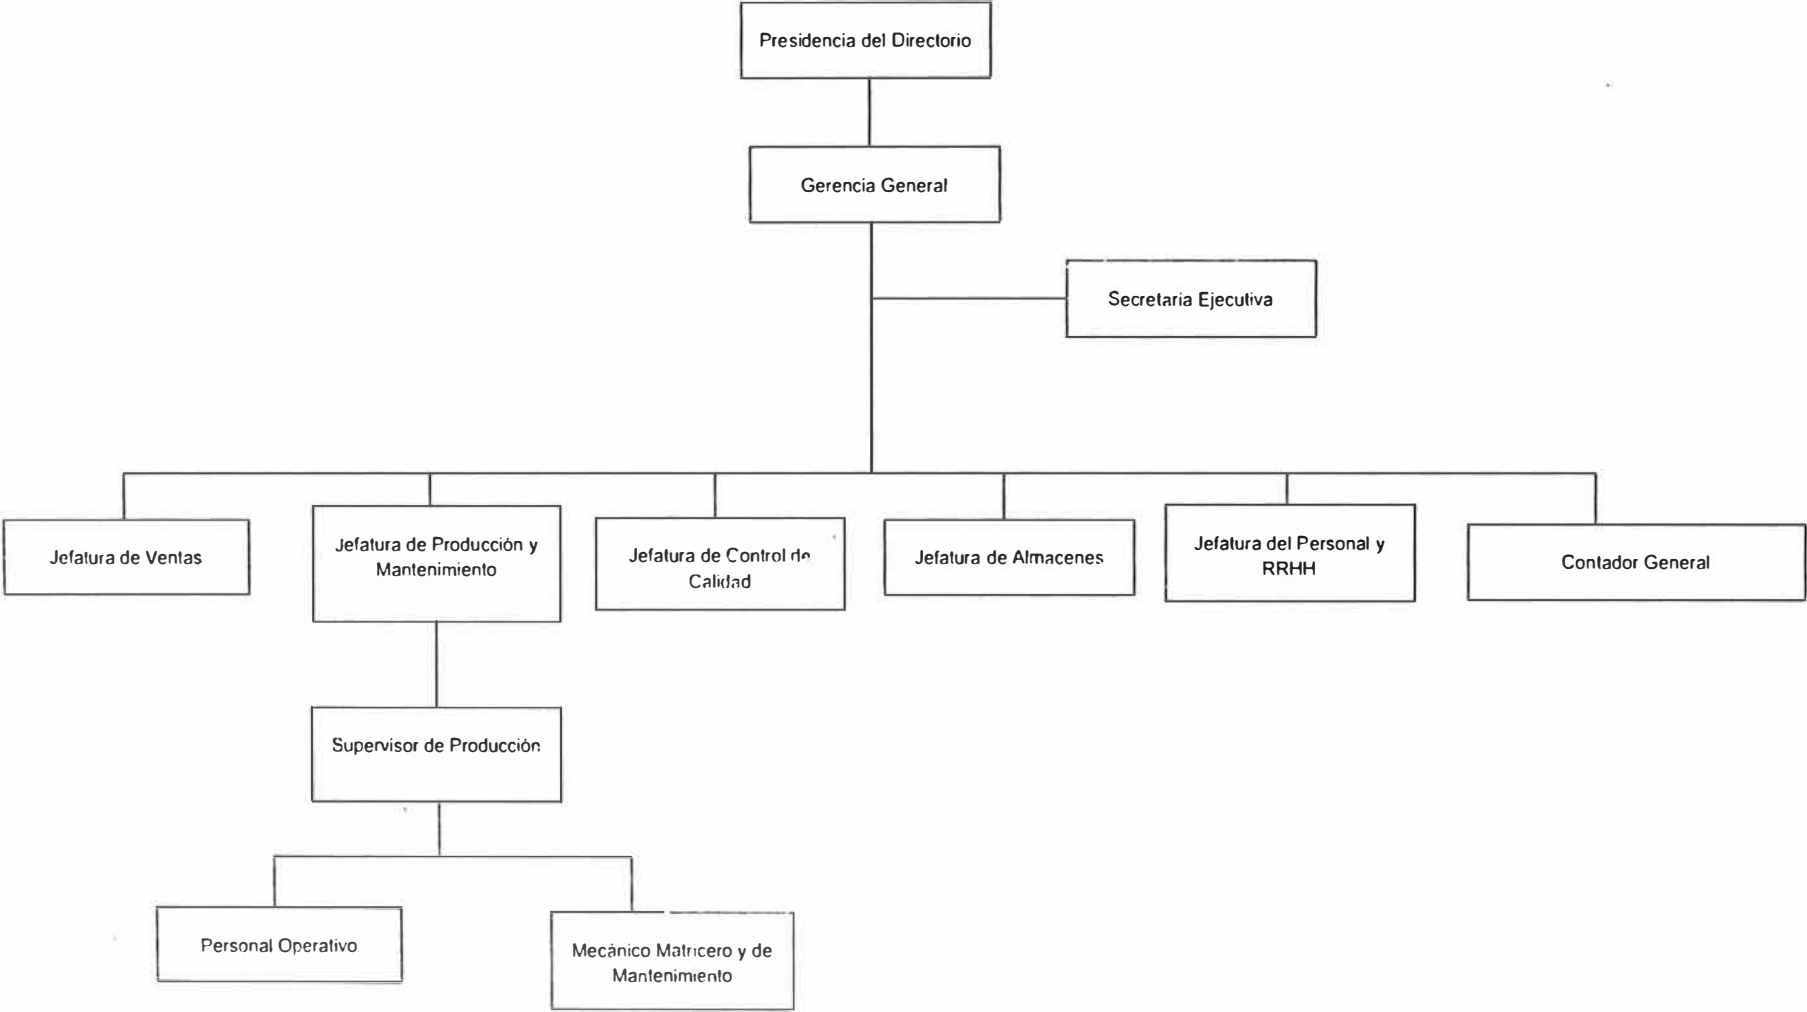 Presidencia del Directorio
Gerencia General
Secretaria Ejecutiva
Jefatura de Ventas
Jefatura de Producción y
Mantenimiento
Jefatura de Control de
Calidad
Jefatura de Almacenes
Jefatura del Personal y
RRHH
Contador General
Supervisor de Producción
Personal Operativo
Mecánico Matricero y de
Mantenimiento